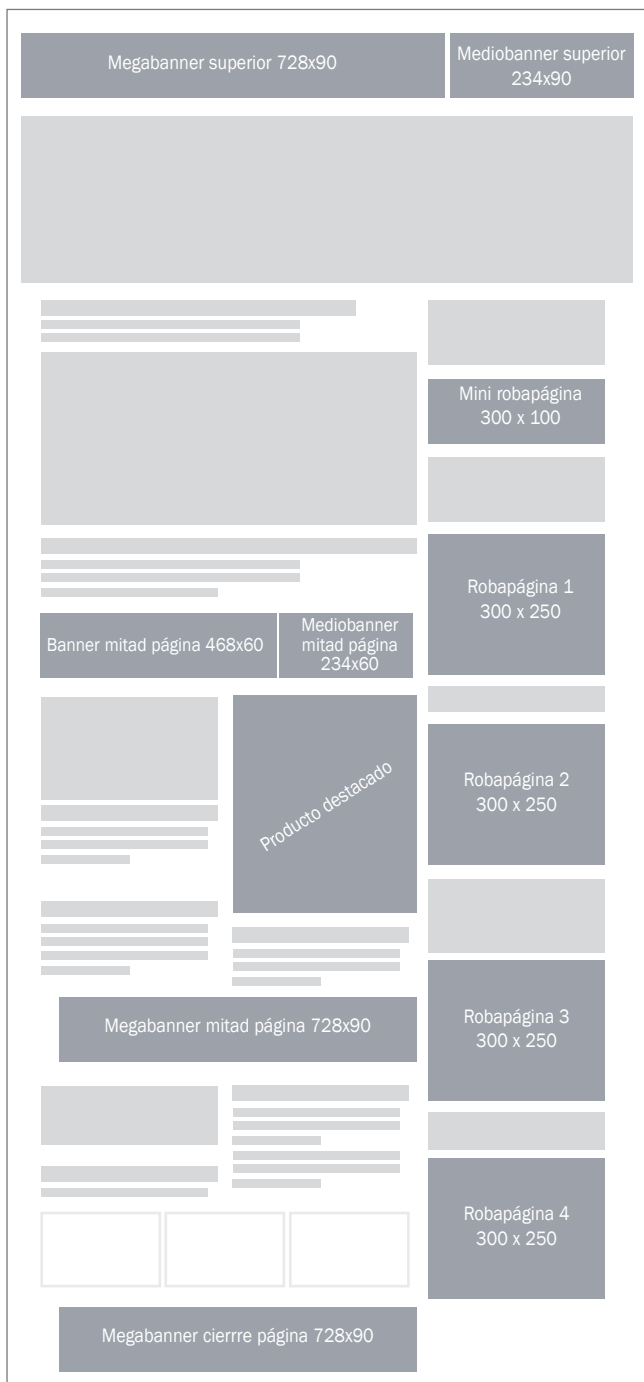 Megabanner superior 728x90
Mediobanner superior
234x90
Mini robapágina
300 x 100
Robapágina 1
300 x 250
Banner mitad página 468x60
Mediobanner
mitad página
234x60
Producto destacado
Robapágina 2
300 x 250
Megabanner mitad página 728x90
Robapágina 3
300 x 250
Robapágina 4
300 x 250
Megabanner cierrre página 728x90